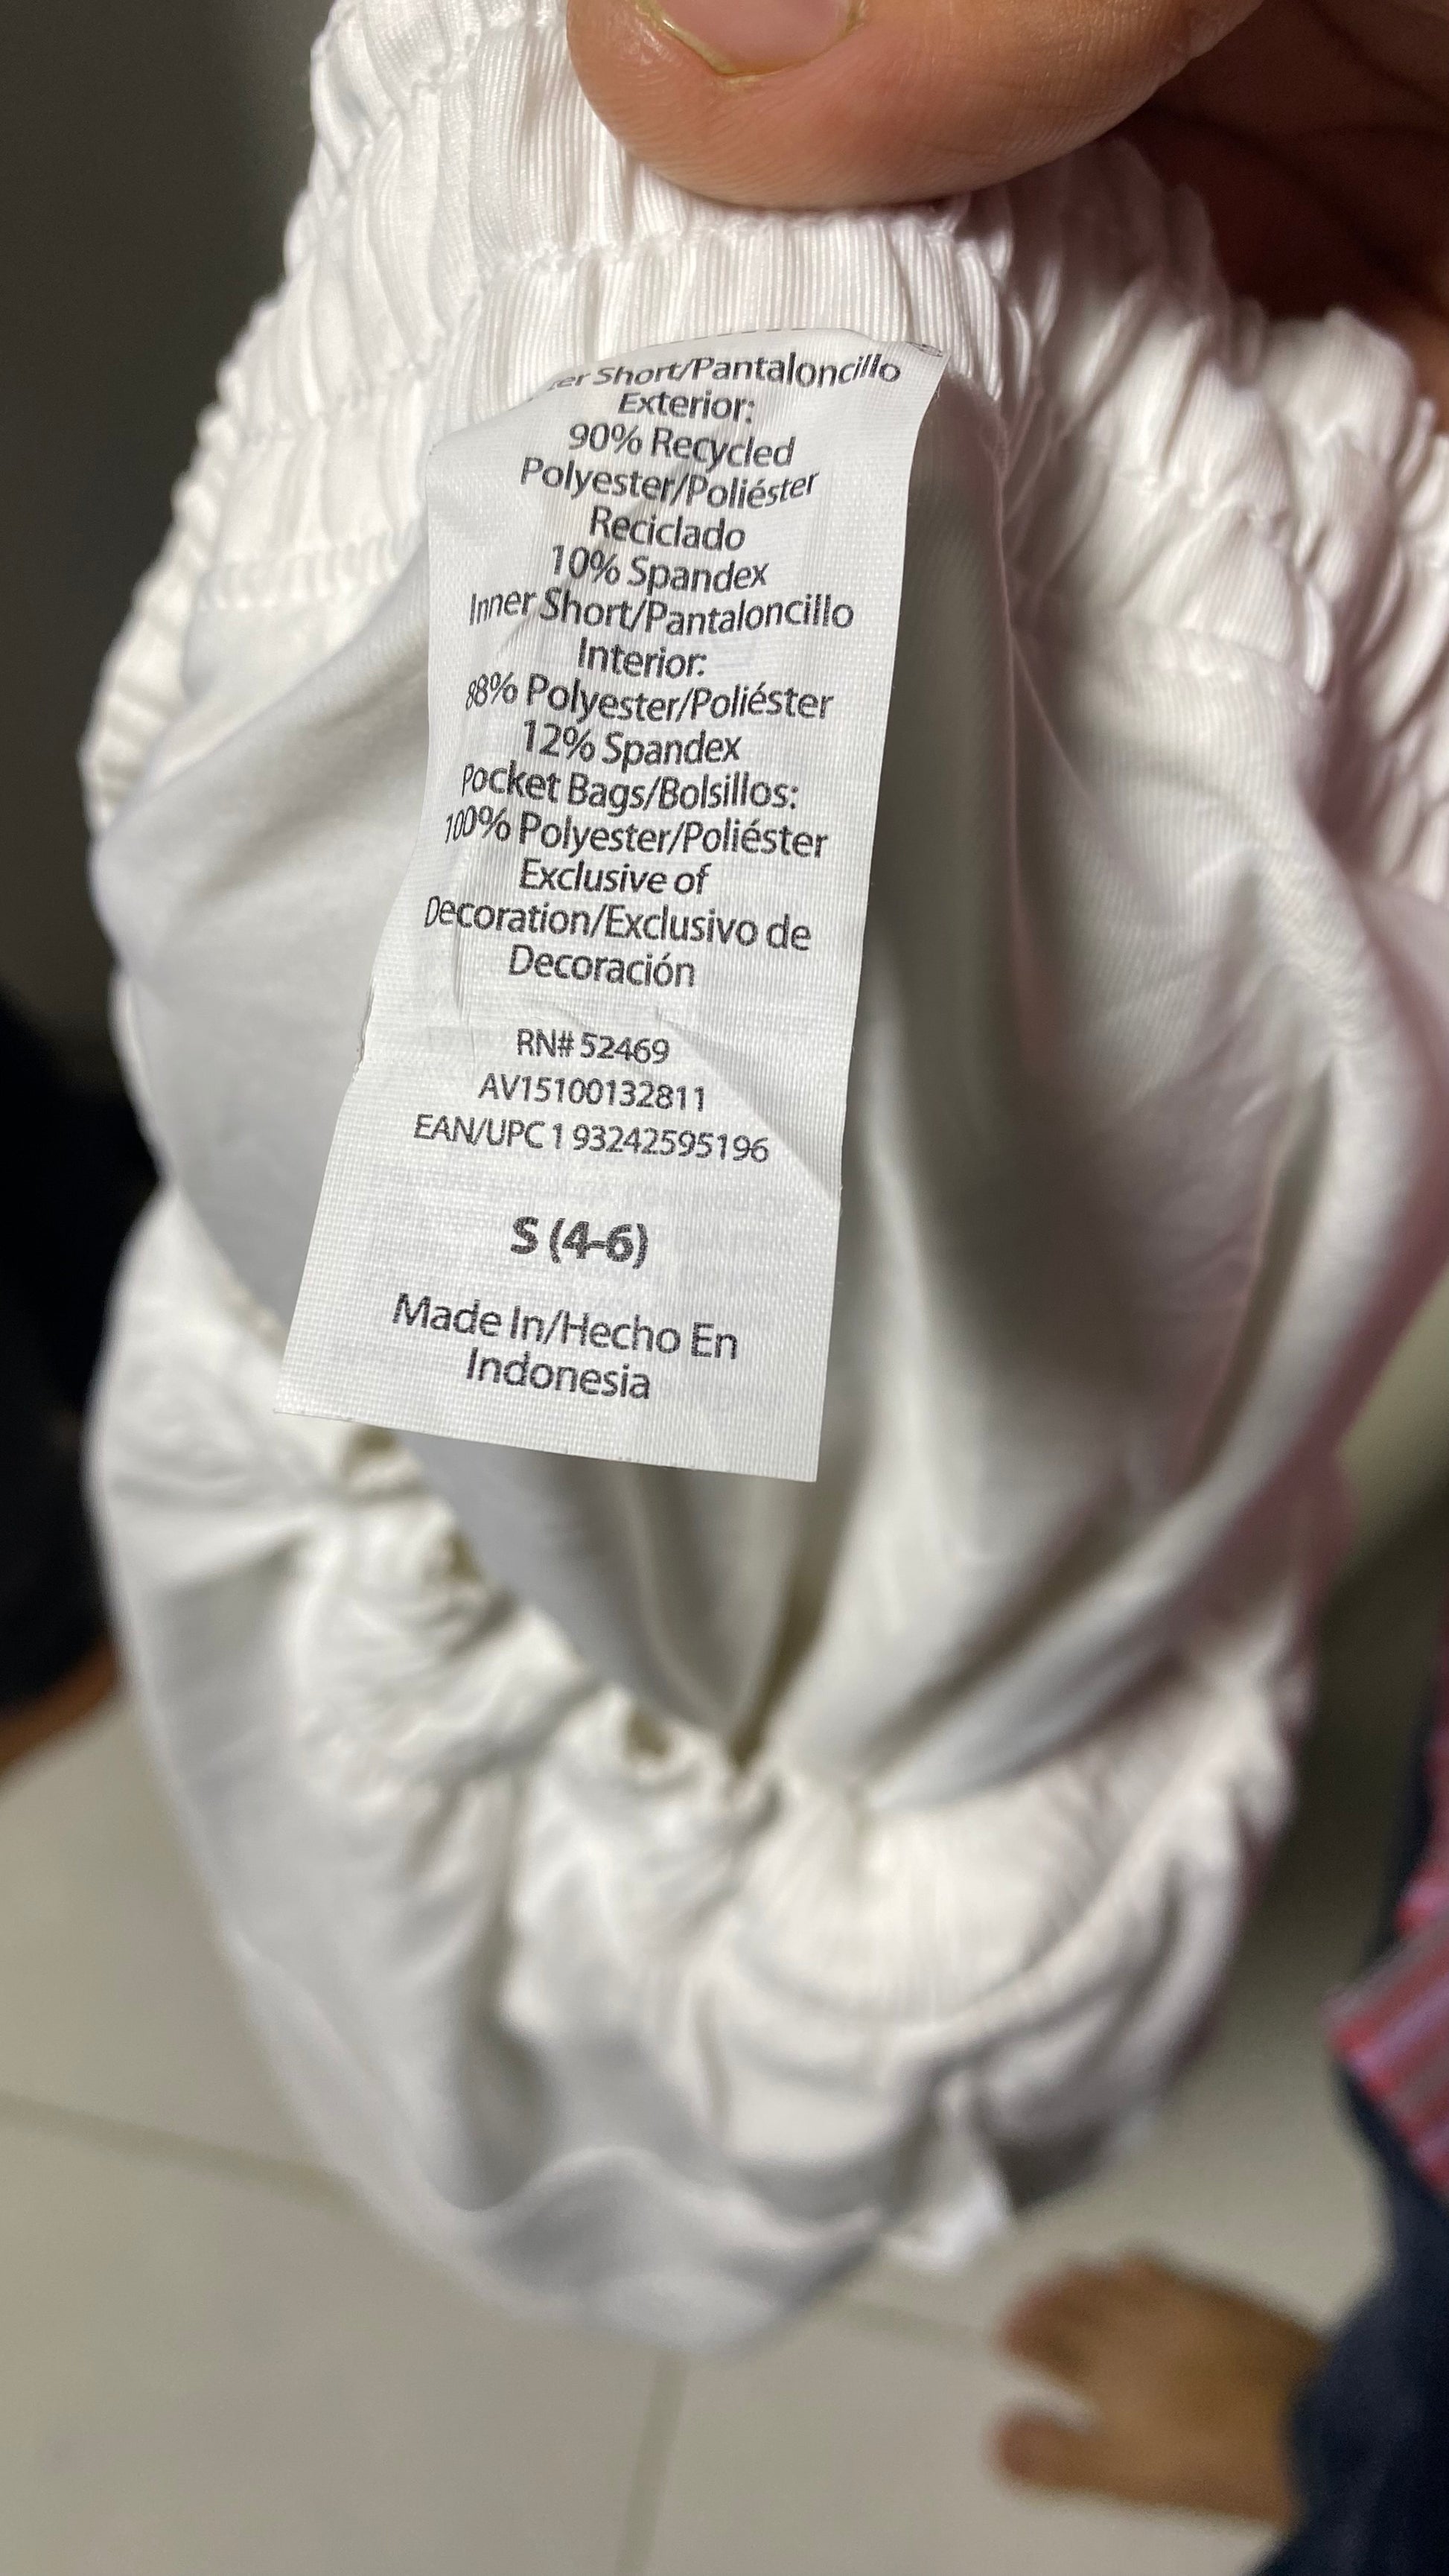 Short/Pantaloncillo
Exterior:
90% Recycled
Polyester/Poliéster
Reciclado
10% Spandex
Inner Short/Pantaloncillo
Interior:
88% Polyester/Poliéster
12% Spandex
Pocket Bags/Bolsillos:
100% Polyester/Poliéster
Exclusive of
Decoration/Exclusivo de
Decoración
RN# 52469
AV15100132811
EAN/UPC 1 93242595196
S (4-6)
Made In/Hecho En
Indonesia